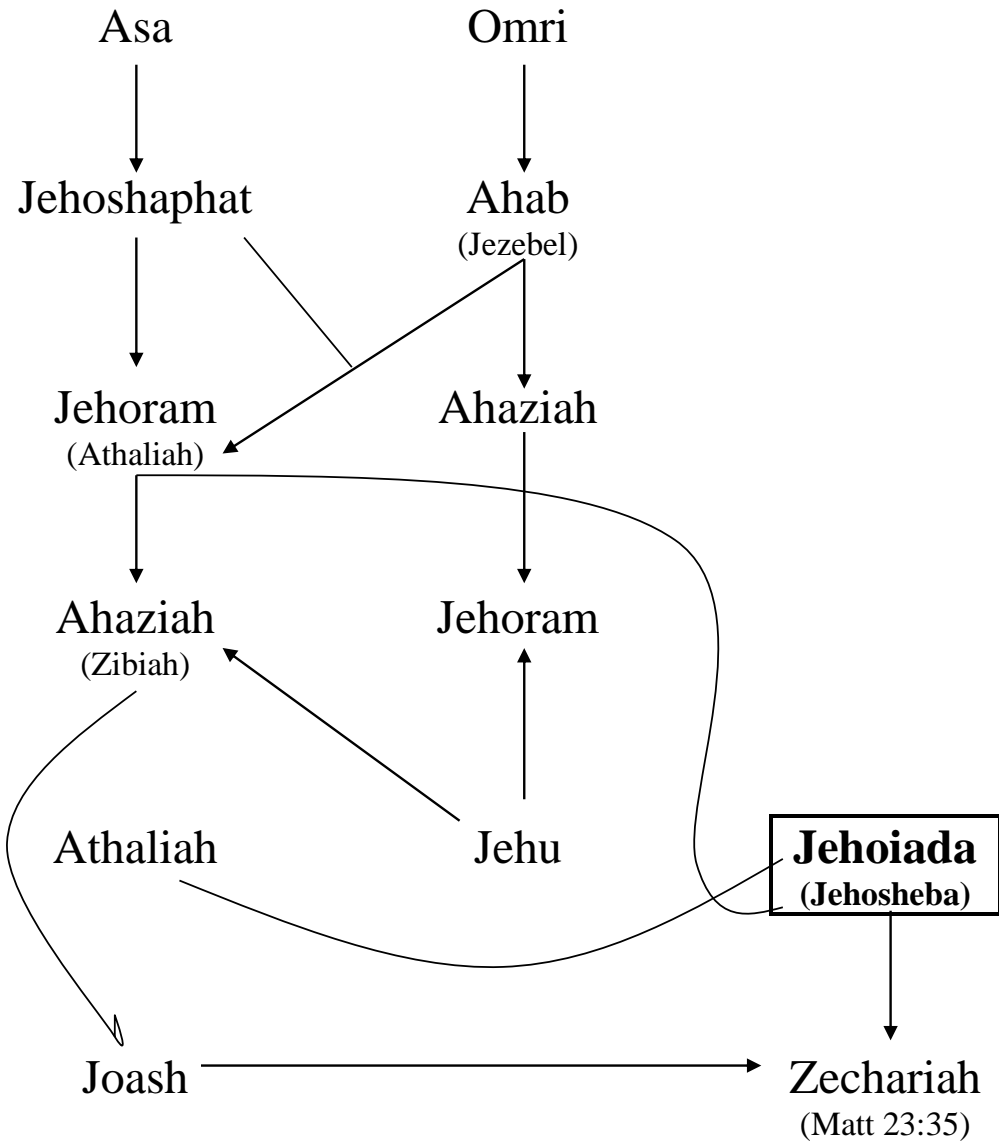 Asa
Omri
Jehoshaphat
Ahab
(Jezebel)
Jehoram
(Athaliah)
Ahaziah
Ahaziah
(Zibiah)
Jehoram
Athaliah
Jehu
Jehoiada
(Jehosheba)
Joash
Zechariah
(Matt 23:35)